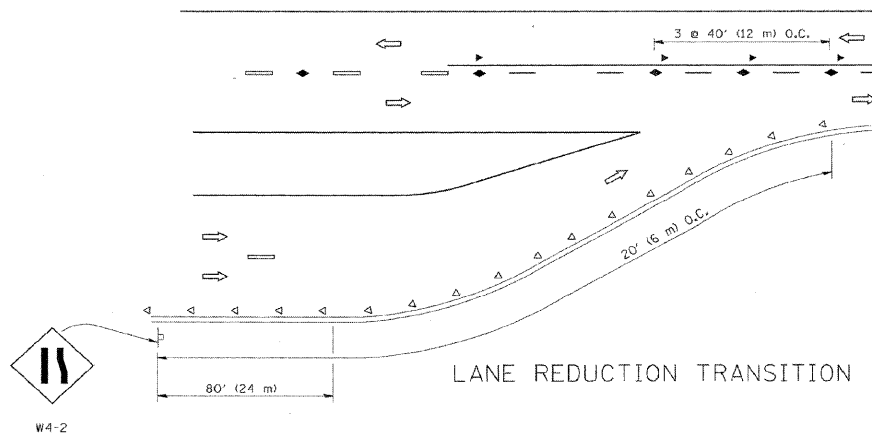 3 @ 40' (12 m) O.C.
20' (6 m) O.C.
80' (24 m)
LANE REDUCTION TRANSITION
W4-2